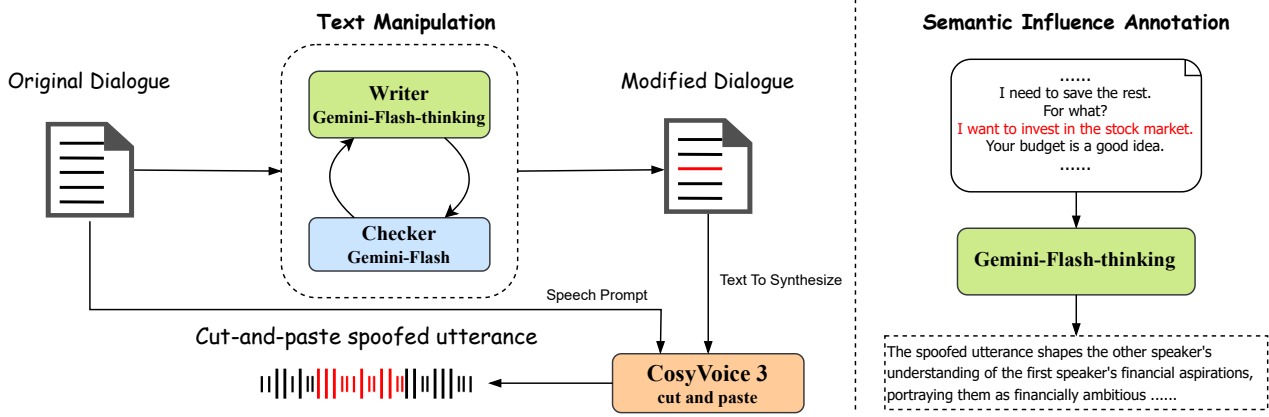 Text Manipulation
Original Dialogue
Writer
Gemini-Flash-thinking
Checker
Gemini-Flash
Modified Dialogue
Speech Prompt
Text To Synthesize
Cut-and-paste spoofed utterance
CosyVoice 3
cut and paste
Semantic Influence Annotation
......
I need to save the rest.
For what?
I want to invest in the stock market.
Your budget is a good idea.
......
Gemini-Flash-thinking
The spoofed utterance shapes the other speaker's
understanding of the first speaker's financial aspirations,
portraying them as financially ambitious ......